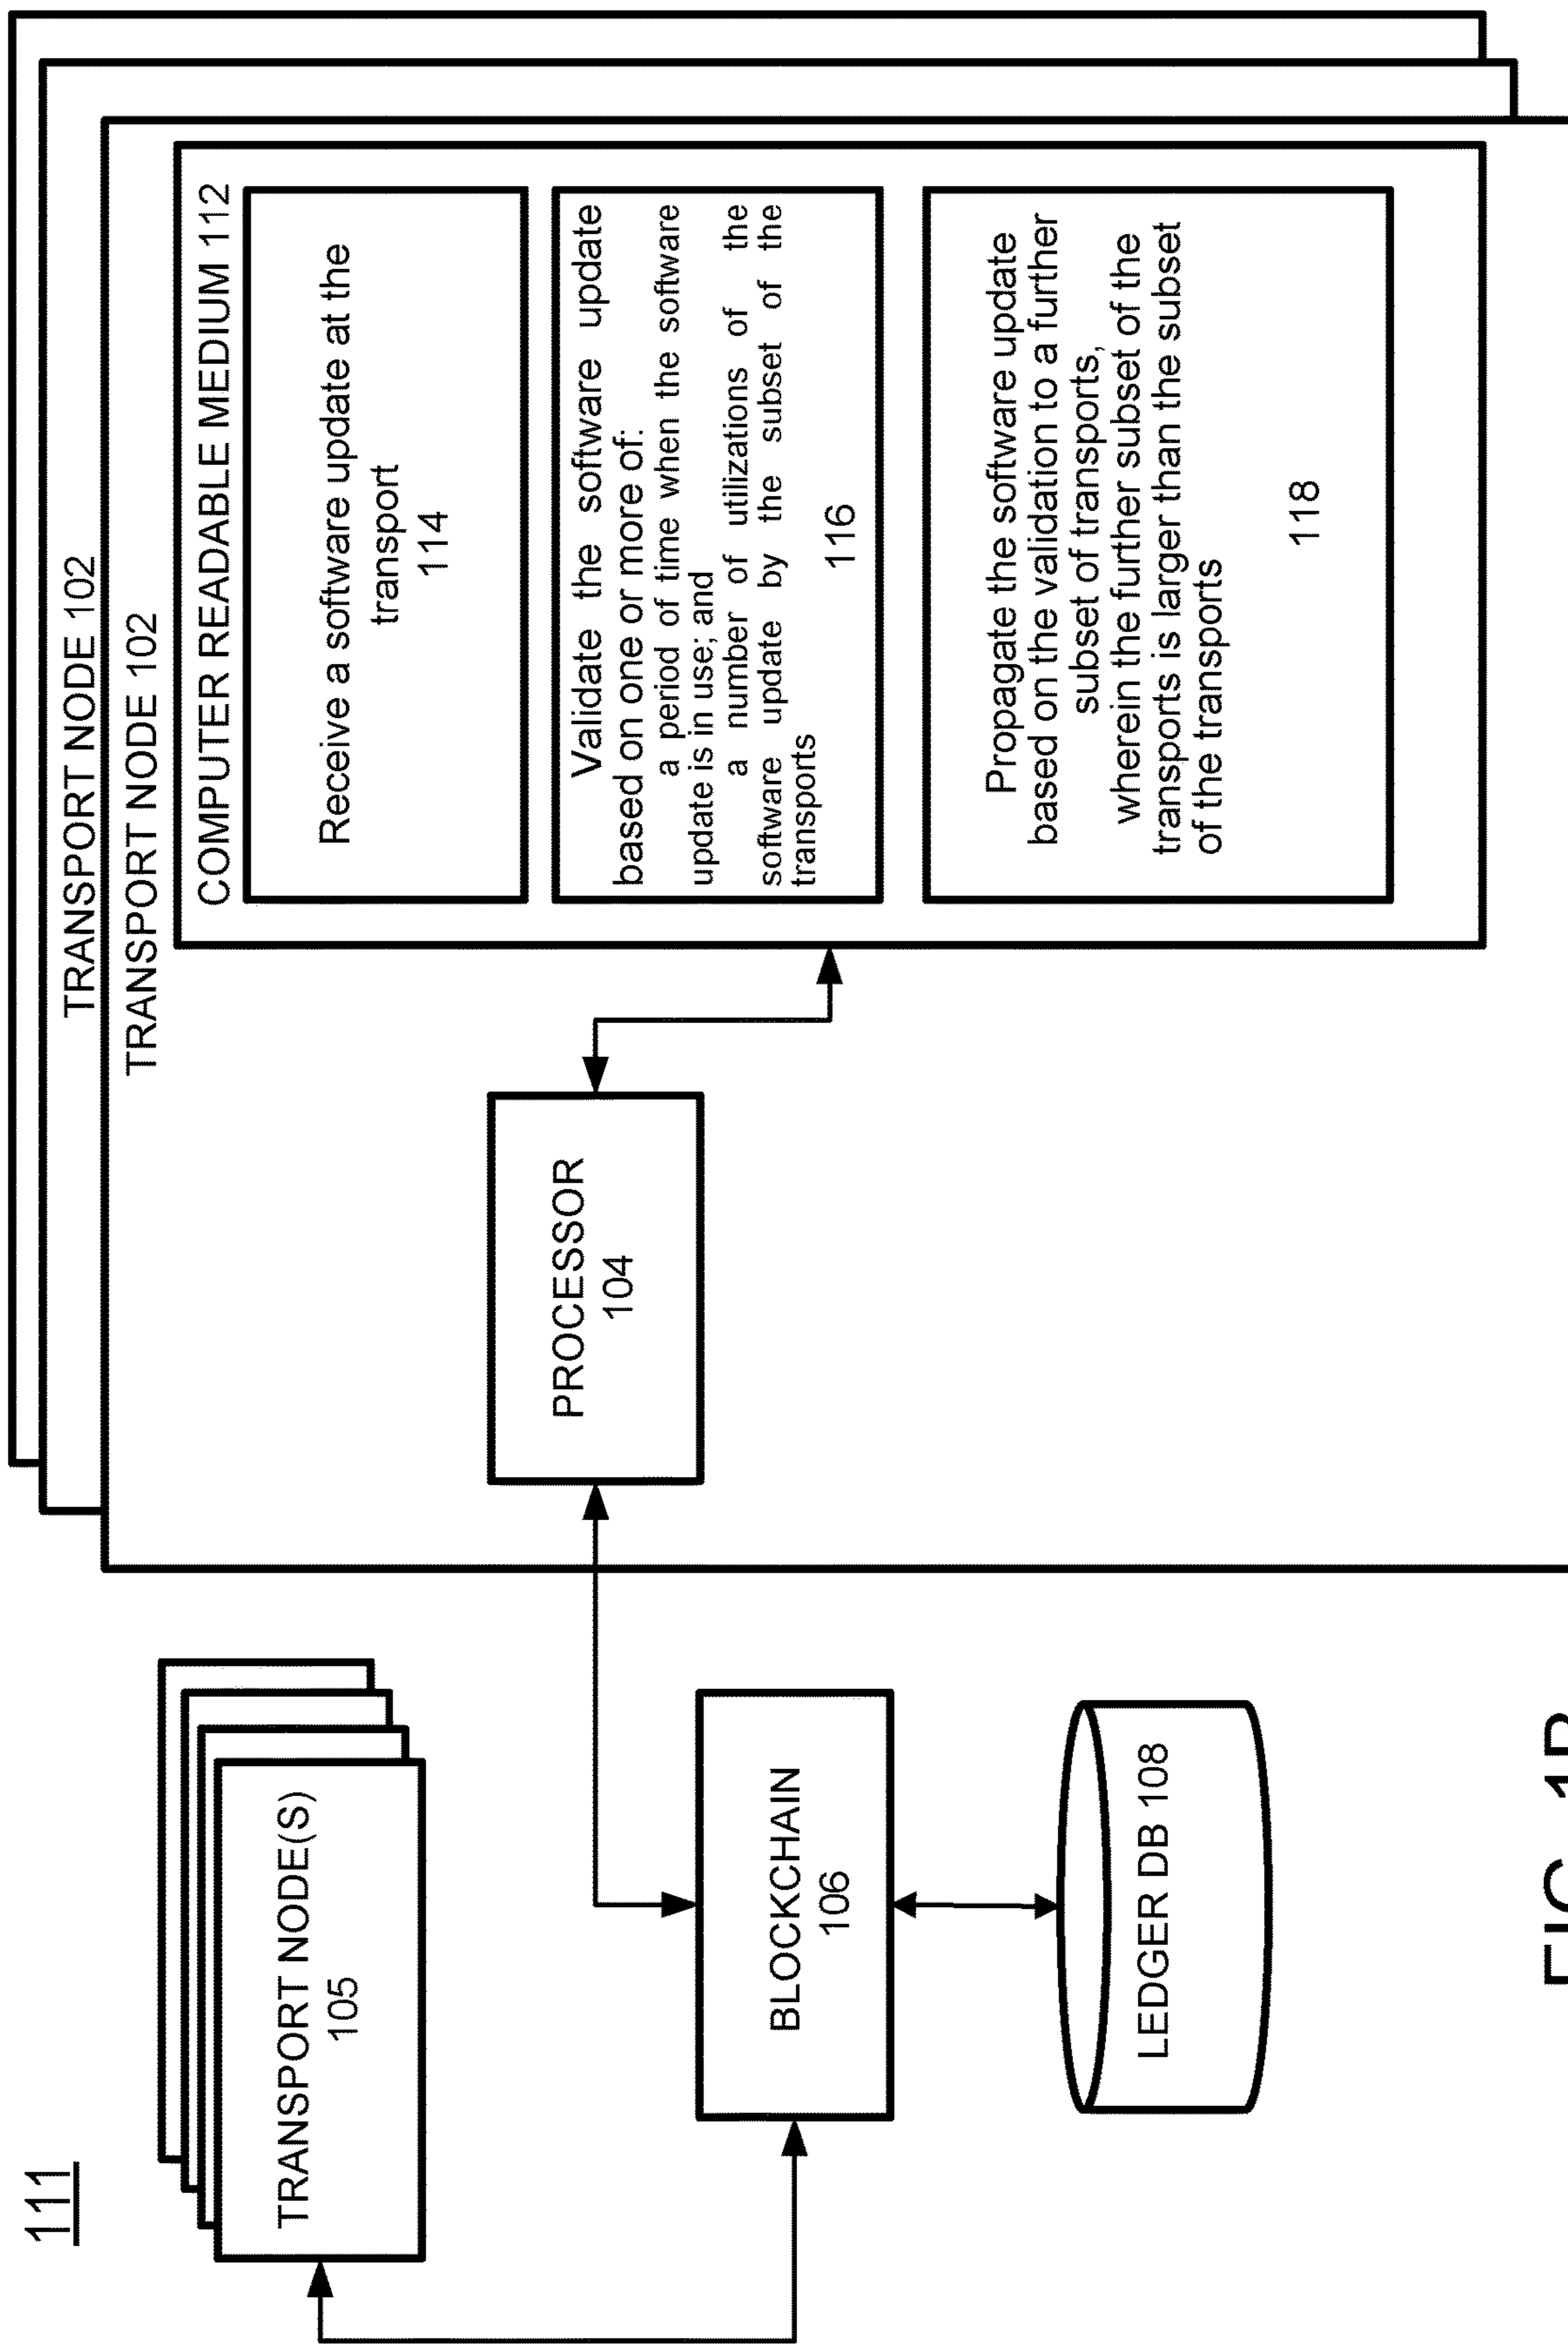 111
TRANSPORT NODE(S)
105
BLOCKCHAIN
106
LEDGER DB 108
TRANSPORT NODE 102
TRANSPORT NODE 102
PROCESSOR
104
COMPUTER READABLE MEDIUM 112
Receive a software update at the
transport
114
Validate the software update
based on one or more of:
a period of time when the software
update is in use; and
a number of utilizations of the
software update by the subset of the
transports
116
Propagate the software update
based on the validation to a further
subset of transports,
wherein the further subset of the
transports is larger than the subset
of the transports
118